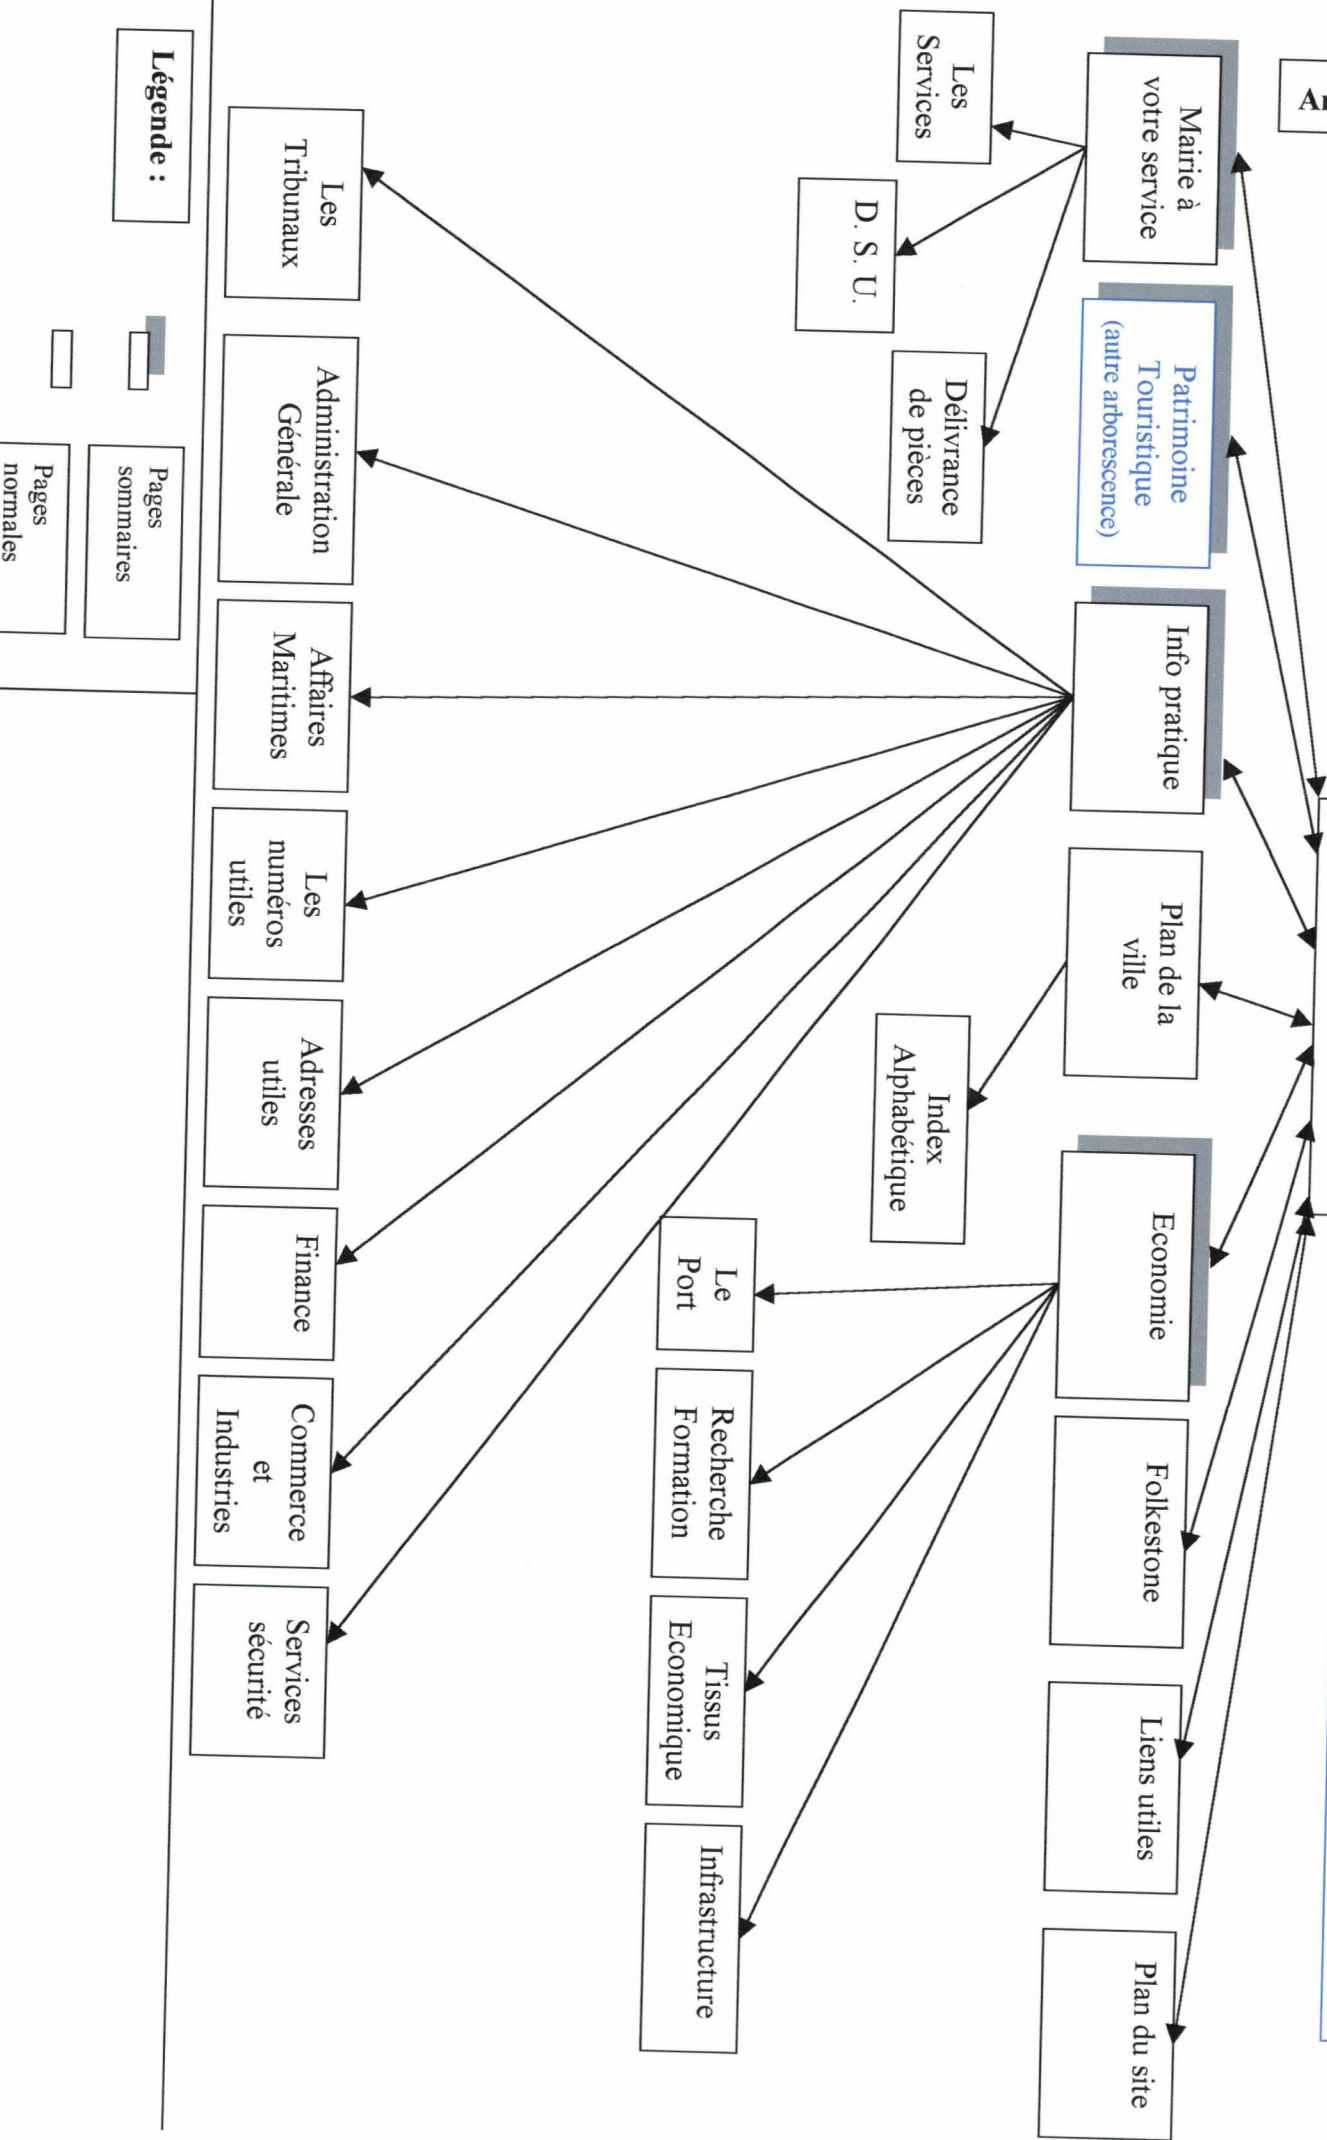 Mairie à
votre service
Patrimoine
Touristique
(autre arborescence)
Info pratique
Plan de la
ville
Economie
Folkestone
Liens utiles
Plan du site
Les
Services
D. S. U.
Délivrance
de pièces
Index
Alphabétique
Le
Port
Recherche
Formation
Tissus
Economique
Infrastructure
Les
Tribunaux
Administration
Générale
Affaires
Maritimes
Les
numéros
utiles
Adresses
utiles
Finance
Commerce
et
Industries
Services
sécurité
Légende :
Pages
sommaires
Pages
normales